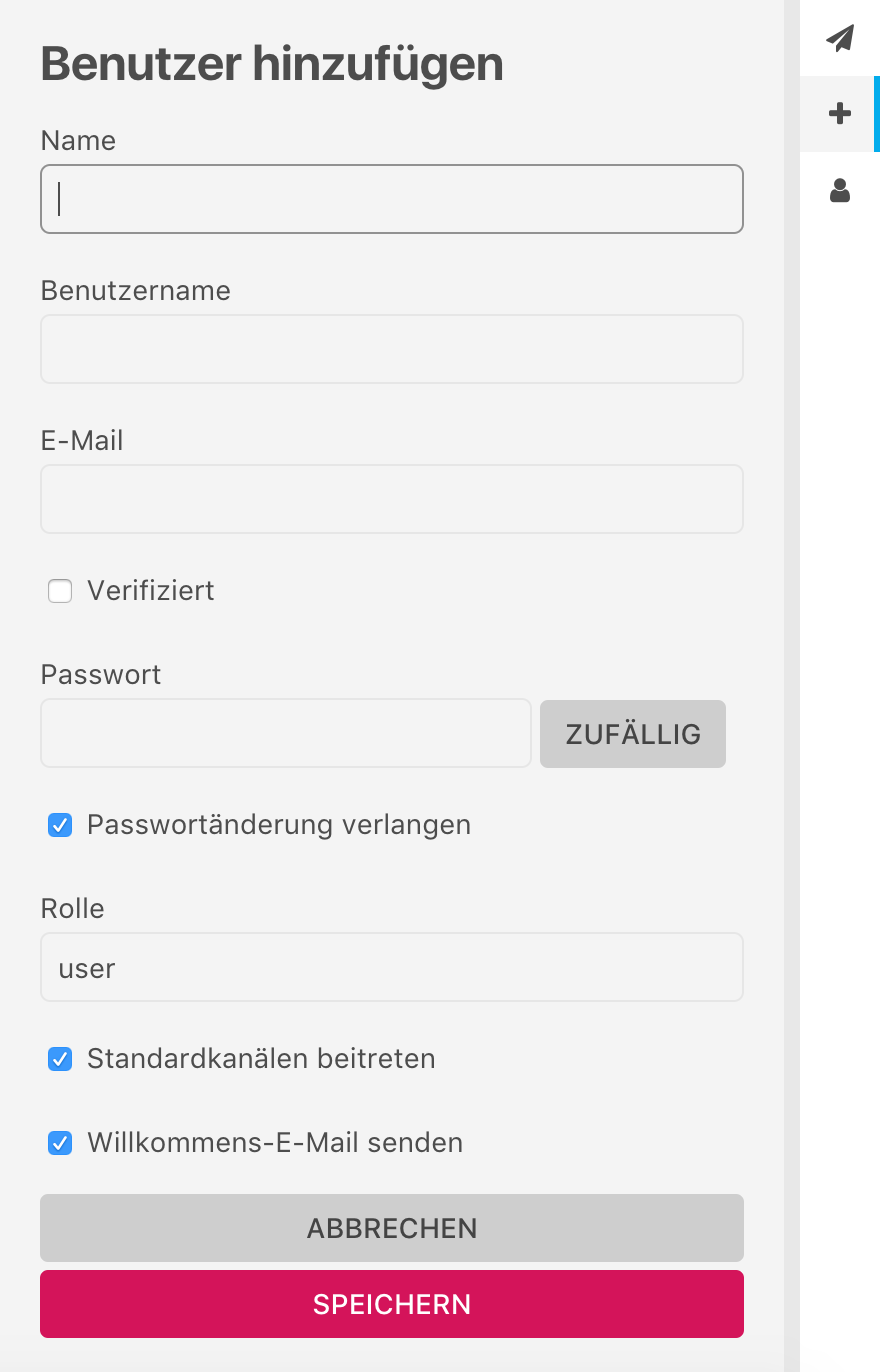 Benutzer hinzufügen
Name
Benutzername
E-Mail
Verifiziert
Passwort
ZUFÄLLIG
Passwortänderung verlangen
Rolle
user
Standardkanälen beitreten
Willkommens-E-Mail senden
ABBRECHEN
SPEICHERN